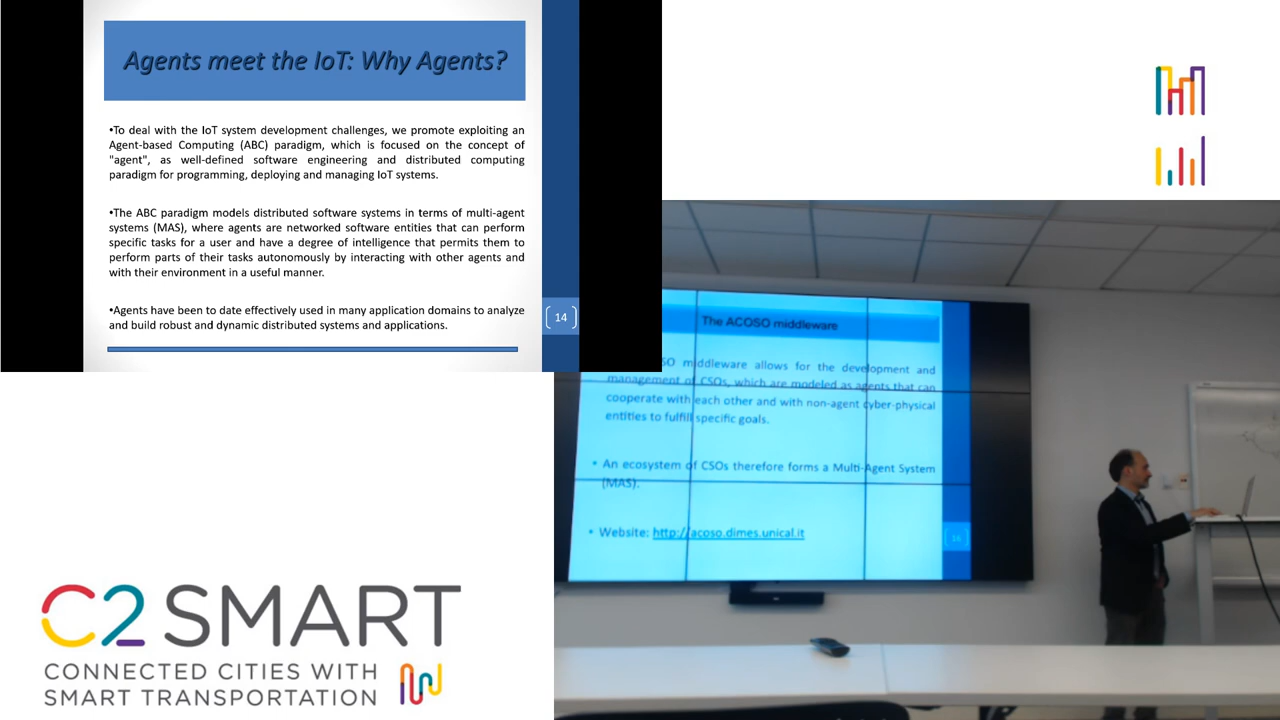 Agents meet the IoT: Why Agents?
•To deal with the IoT system development challenges, we promote exploiting an
Agent-based Computing (ABC) paradigm, which is focused on the concept of
"agent", as well-defined software engineering and distributed computing
paradigm for programming, deploying and managing IoT systems.
•The ABC paradigm models distributed software systems in terms of multi-agent
systems (MAS), where agents are networked software entities that can perform
specific tasks for a user and have a degree of intelligence that permits them to
perform parts of their tasks autonomously by interacting with other agents and
with their environment in a useful manner.
•Agents have been to date effectively used in many application domains to analyze
and build robust and dynamic distributed systems and applications.
14
The ACOSO middleware
middleware allows for the development and
management of CSOs, which are modeled as agents that can
cooperate with each other and with non-agent cyber-physical
entities to fulfill specific goals.
• An ecosystem of CSOs therefore forms a Multi-Agent System
(MAS).
• Website: http://acoso.dimes.unical.it
16
C2SMART
CONNECTED CITIES WITH
SMART TRANSPORTATION